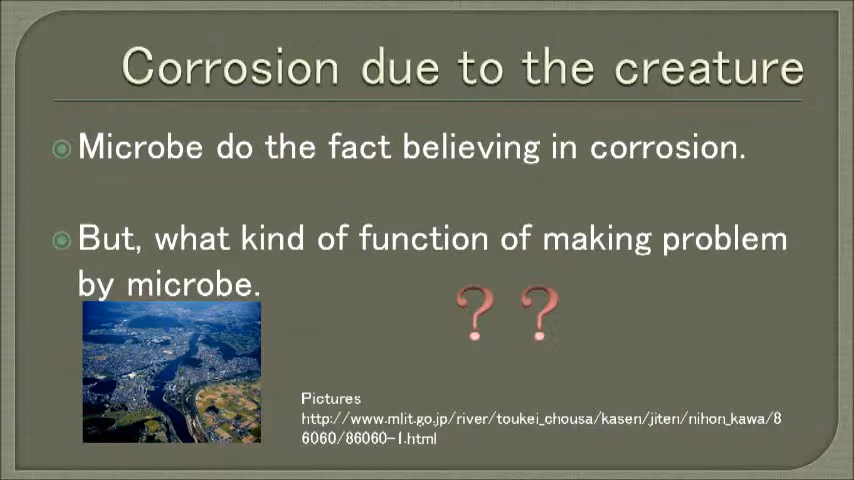 Corrosion due to the creature
Microbe do the fact believing in corrosion.
But, what kind of function of making problem
by microbe.
??
Pictures
http://www.mlit.go.jp/river/toukei_chousa/kasen/jiten/nihon_kawa/8
6060/86060-1.html